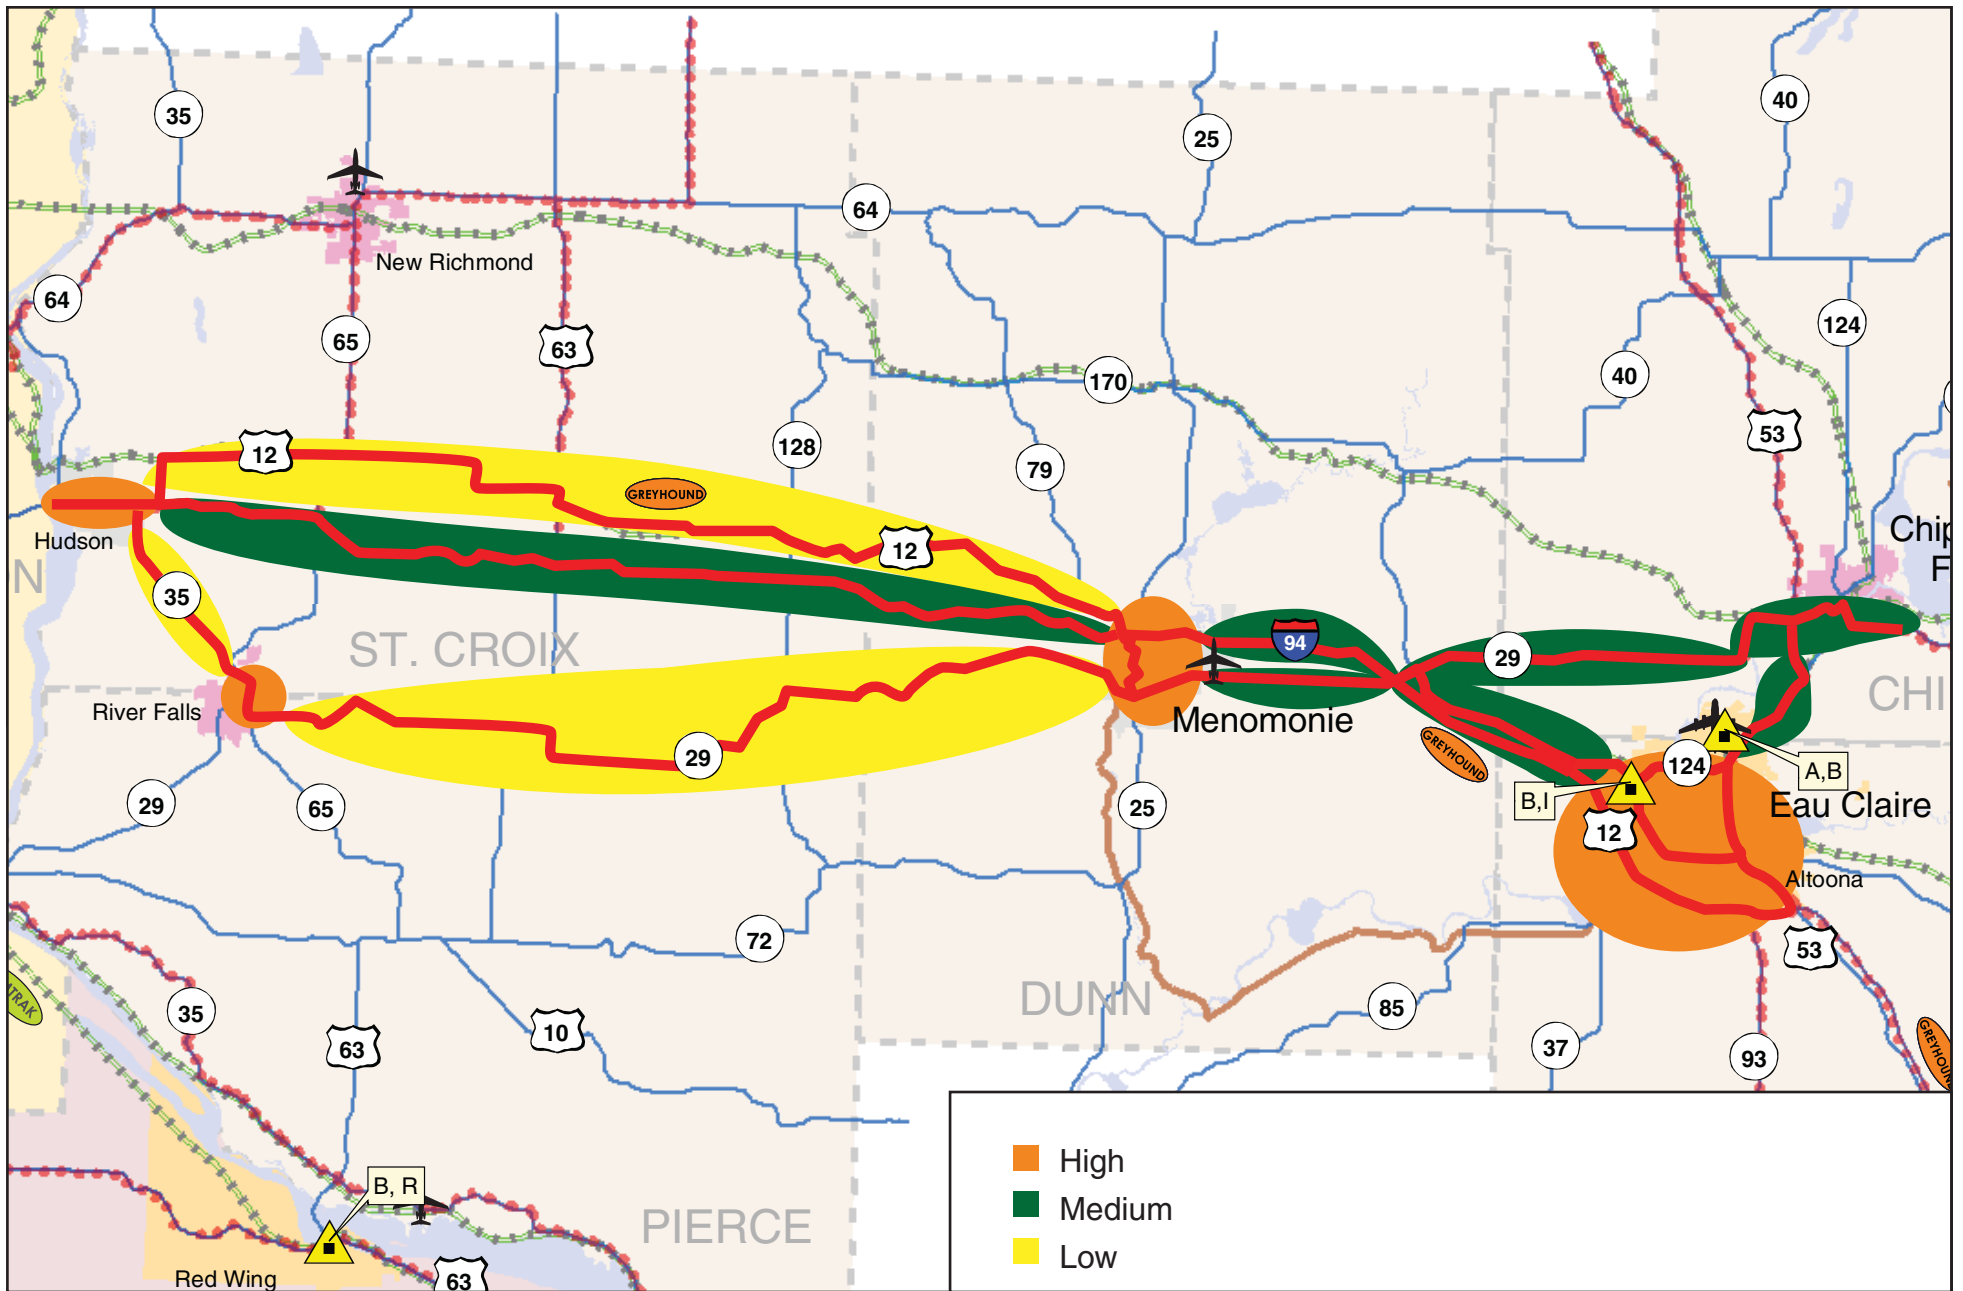 35
40
25
64
New Richmond
64
124
65
63
170
40
53
128
79
12
GREYHOUND
12
Chip
F
Hudson
N
35
ST. CROIX
94
29
CHI
River Falls
Menomonie
29
GREYHOUND
124
A,B
B,I
Eau Claire
29
65
25
12
Altoona
72
53
MTRAK
35
DUNN
85
63
10
37
93
GREYHOUN
High
B, R
Medium
PIERCE
Low
Red Wing
63